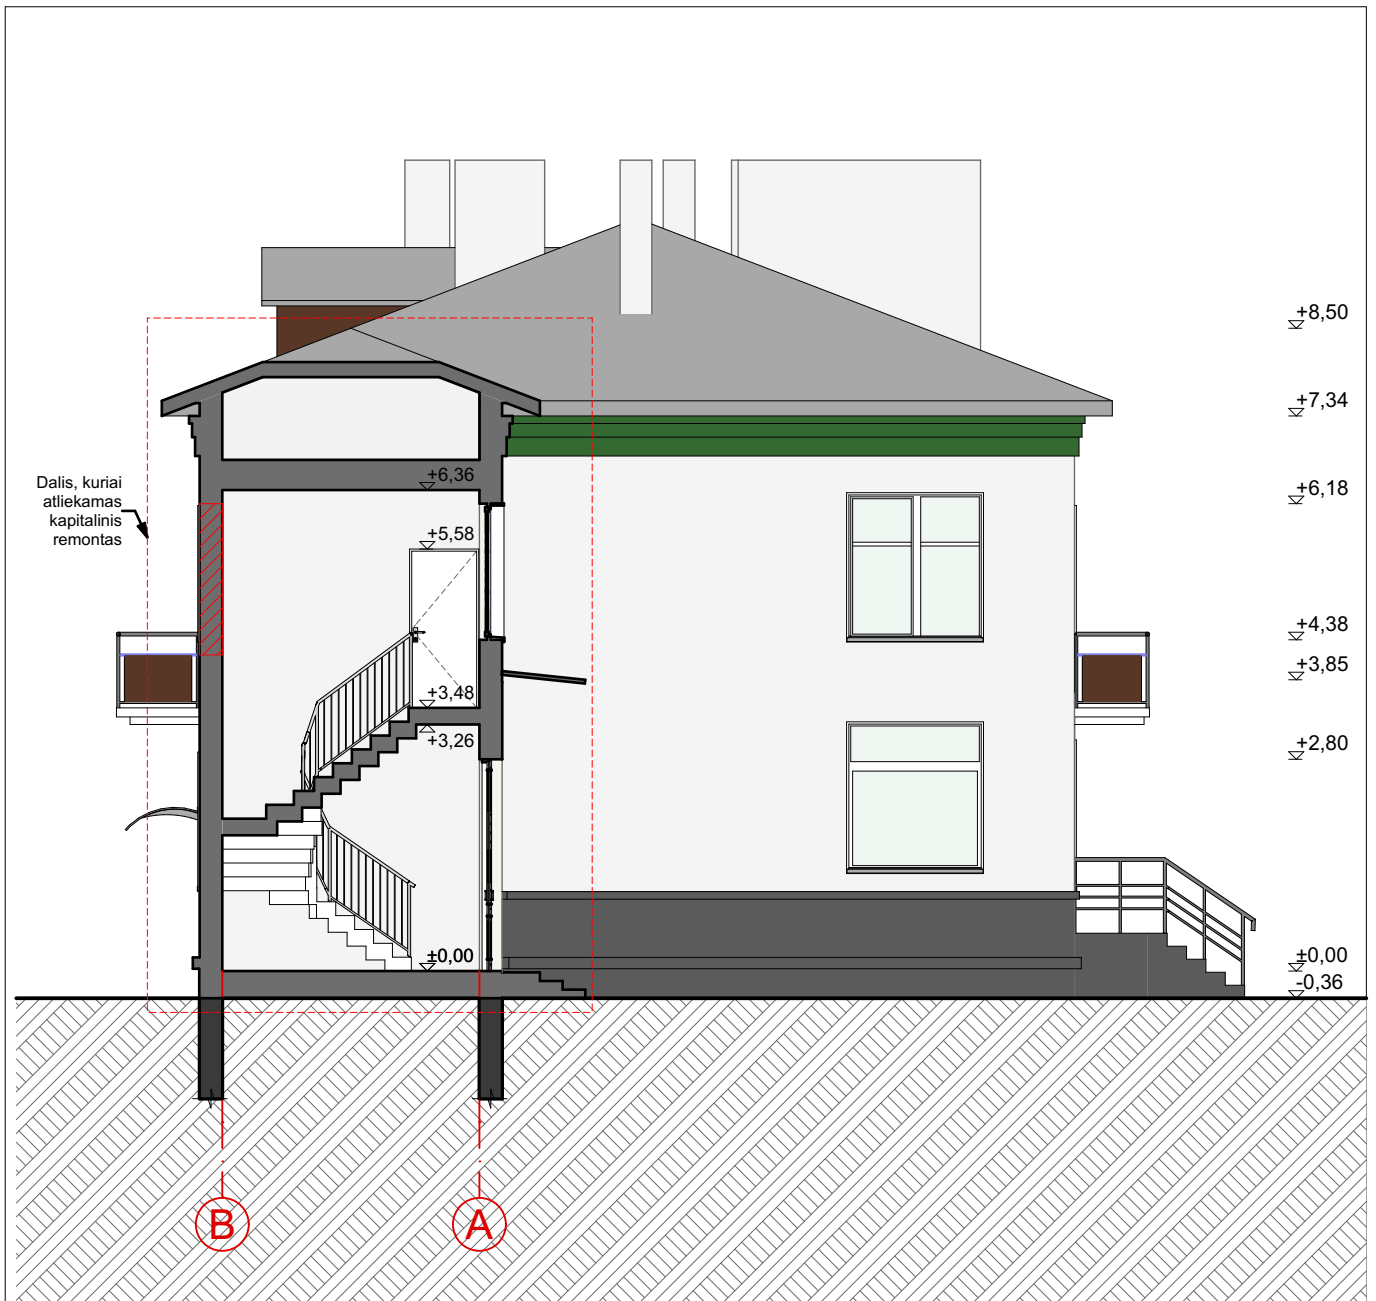 +8,50
+7,34
+6,36
Dalis, kuriai
atliekamas
kapitalinis
remontas
+6,18
+5,58
+4,38
+3,85
+3,48
+3,26
+2,80
±0,00
±0,00
-0,36
B
A